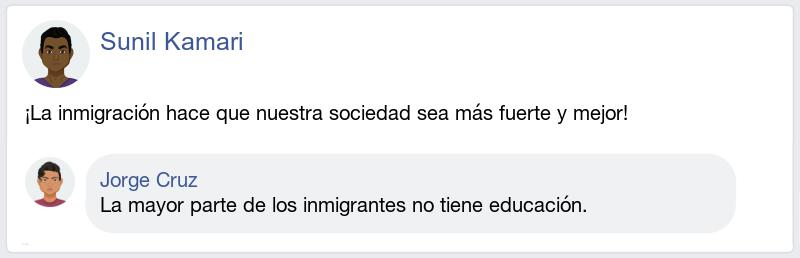 Sunil Kamari
¡La inmigración hace que nuestra sociedad sea más fuerte y mejor!
Jorge Cruz
La mayor parte de los inmigrantes no tiene educación.